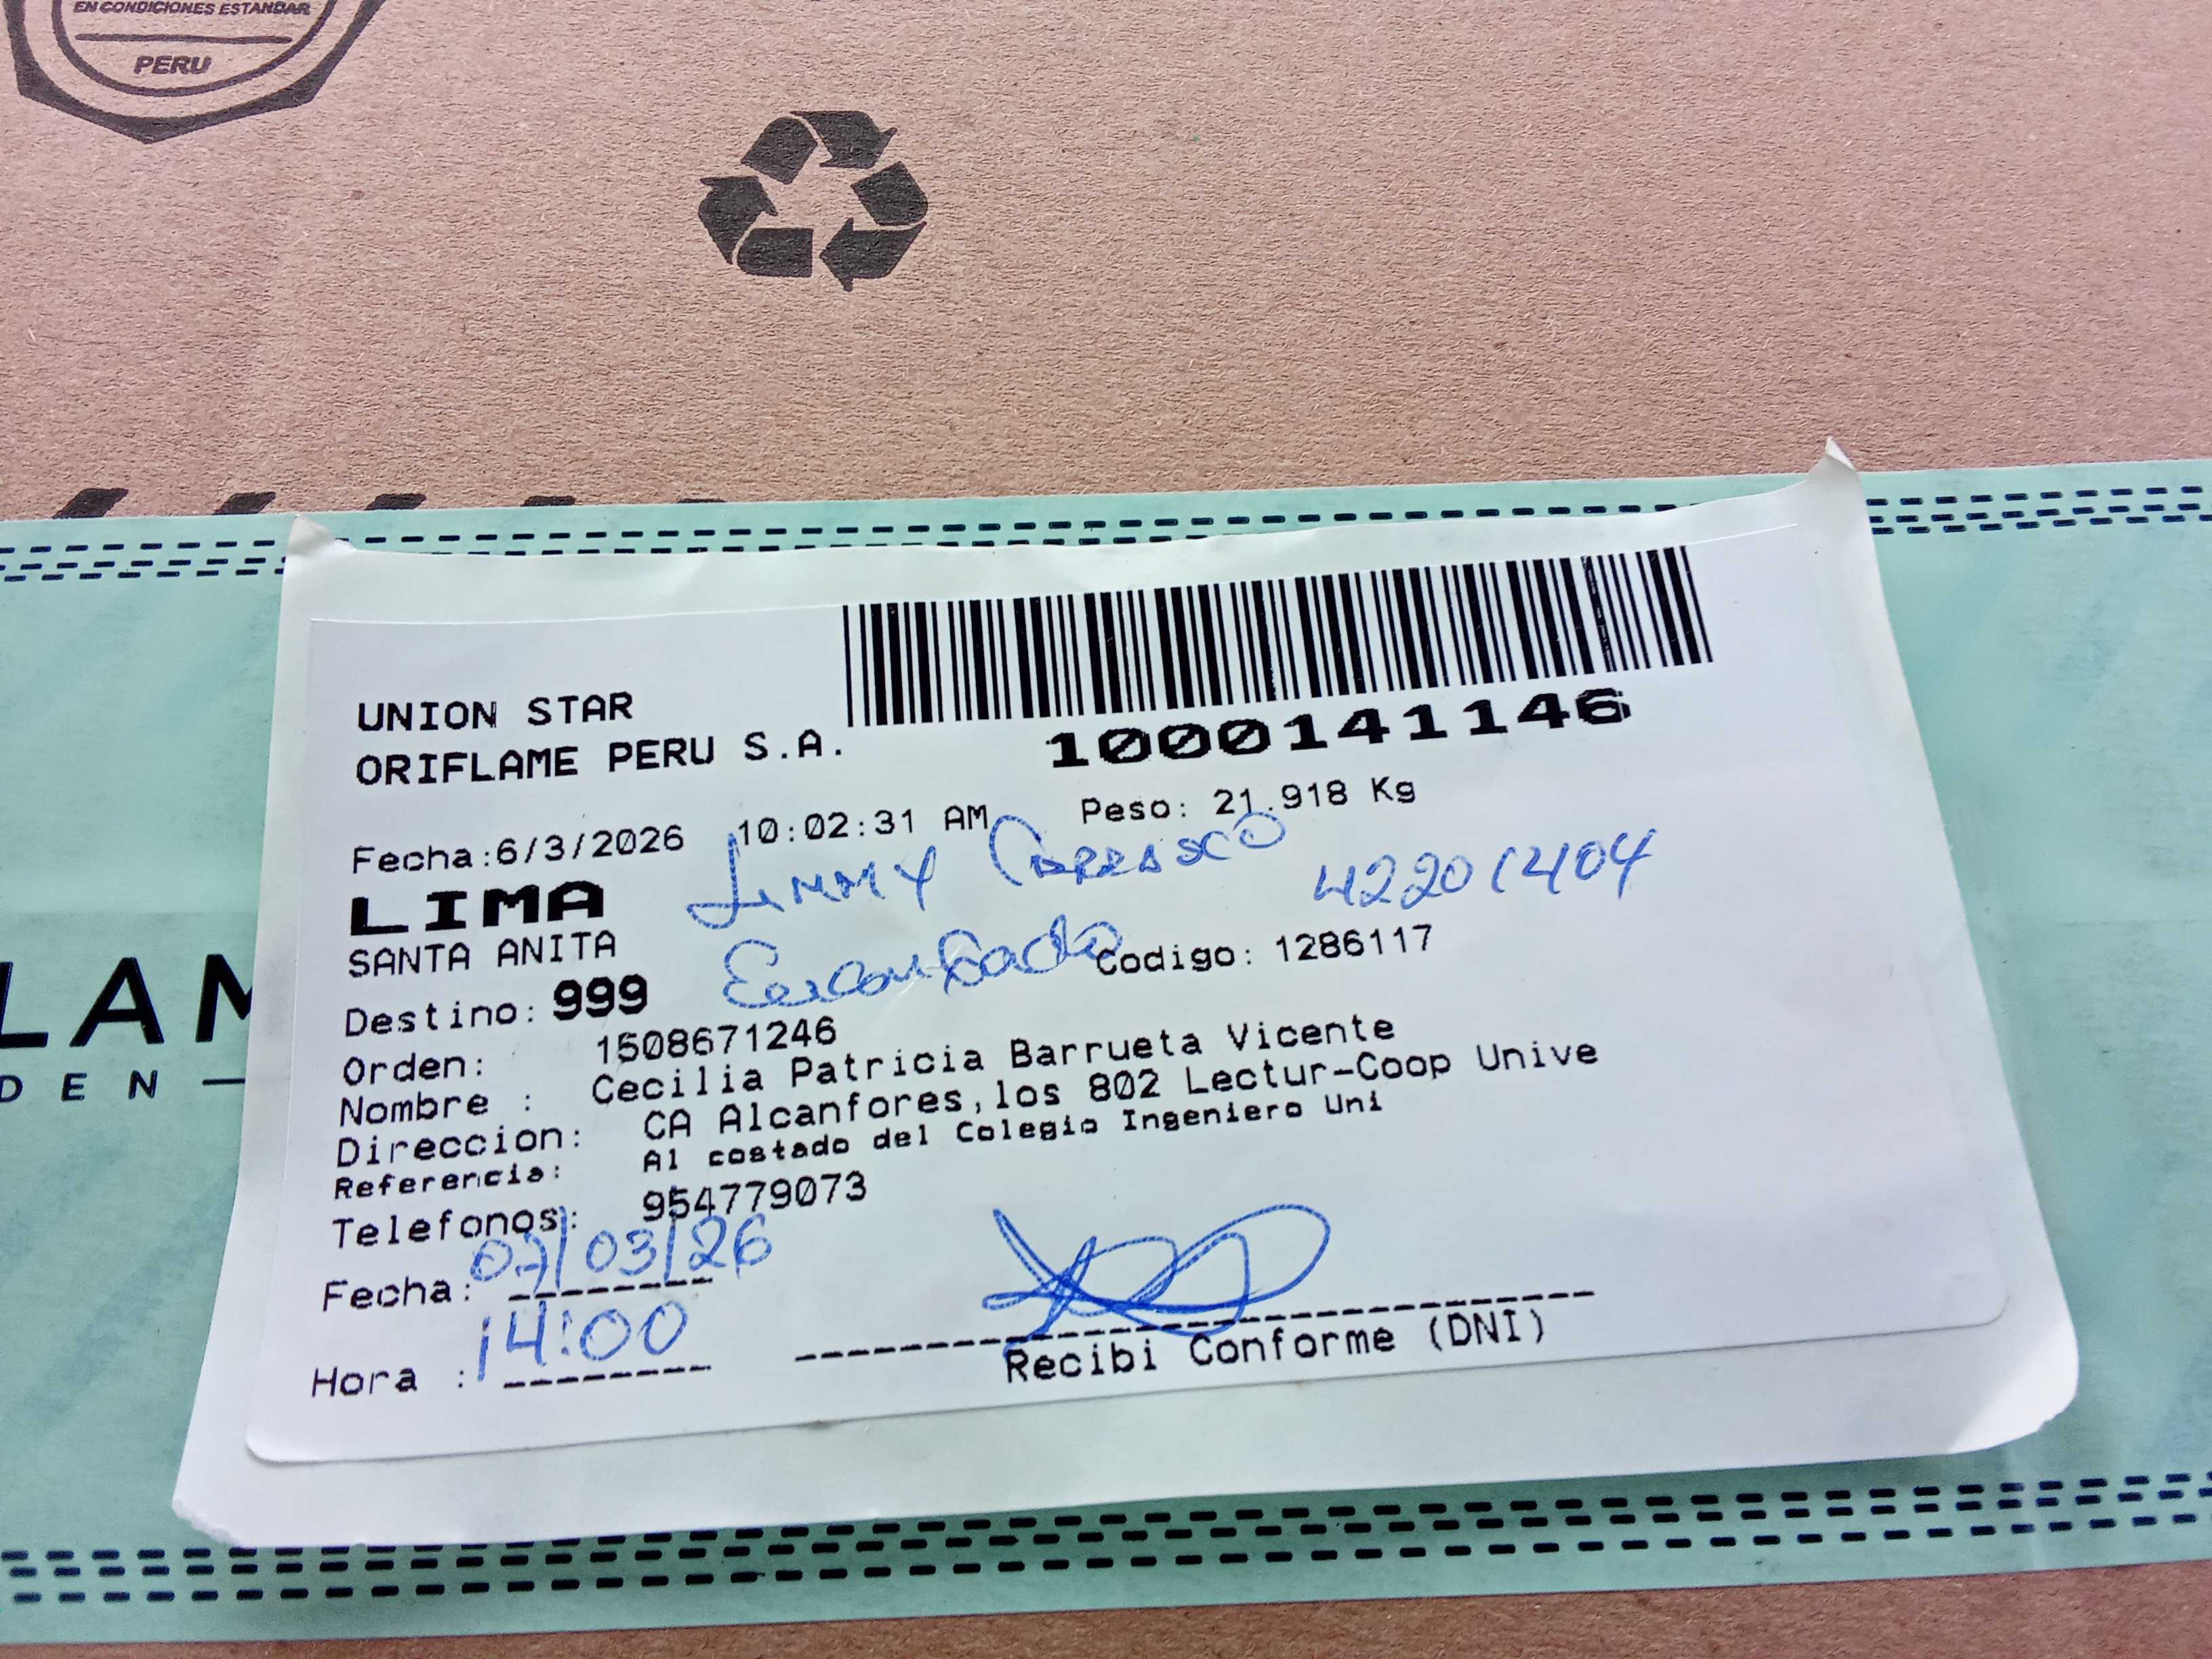 EN CONDICIONES ESTANDAR
PERU
UNION STAR
ORIFLAME PERU S.A.
1000141146
Fecha:6/3/2026 10:02:31 AM Peso: 21.918 Kg
LIMA Jimmy Carrasco 42201404
SANTA ANITA Encargado
Codigo: 1286117
Destino: 999
Orden: 1508671246
Nombre : Cecilia Patricia Barrueta Vicente
Direccion: CA Alcanfores,los 802 Lectur-Coop Unive
Referencia: Al costado del Colegio Ingeniero Uni
Telefonos: 954779073
Fecha: 07/03/26
Hora : 14:00
Recibi Conforme (DNI)
LAM
DEN